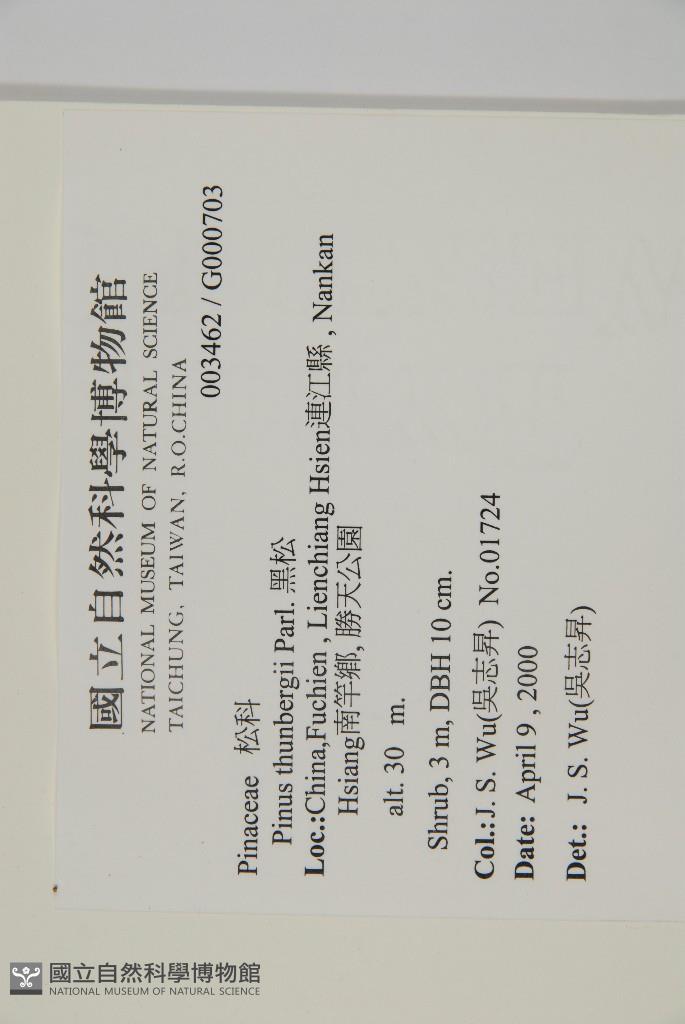 國立自然科學博物館
NATIONAL MUSEUM OF NATURAL SCIENCE
TAICHUNG, TAIWAN, R.O.CHINA
003462 / G000703
Pinaceae 松科
Pinus thunbergii Parl. 黑松
Loc.:China,Fuchien , Lienchiang Hsien連江縣 , Nankan
Hsiang南竿鄉, 勝天公園
alt. 30 m.
Shrub, 3 m, DBH 10 cm.
Col.:J. S. Wu(吳志昇) No.01724
Date: April 9 , 2000
Det.: J. S. Wu(吳志昇)
國立自然科學博物館
NATIONAL MUSEUM OF NATURAL SCIENCE